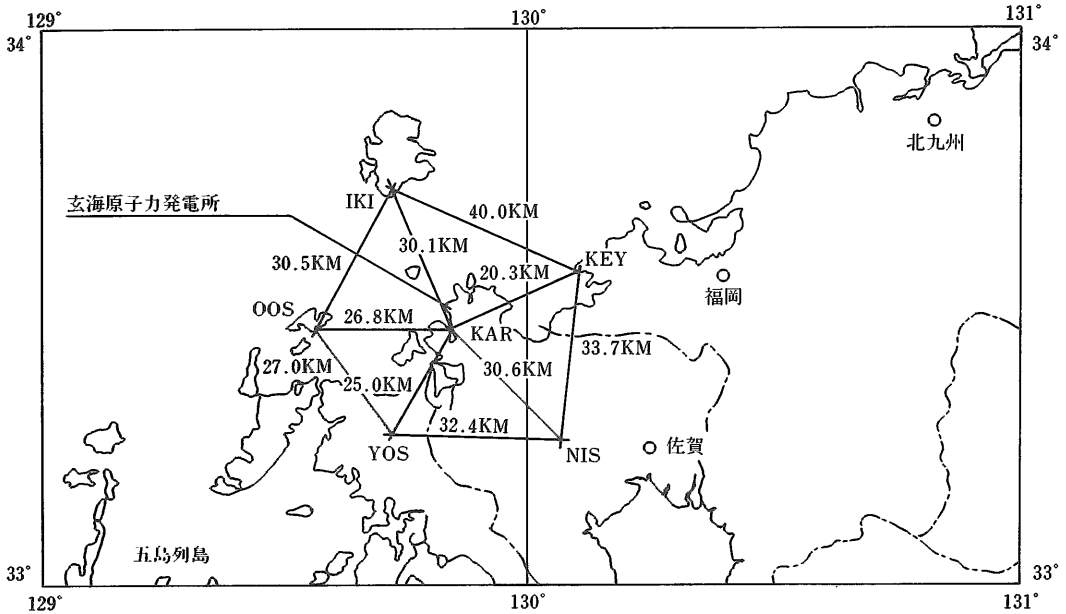 129°
130°
131°
34°
34°
北九州
IKI
玄海原子力発電所
40.0KM
30.1KM
30.5KM
KEY
20.3KM
福岡
OOS
26.8KM
KAR
33.7KM
27.0KM
30.6KM
25.0KM
32.4KM
YOS
NIS
佐賀
五島列島
33°
33°
129°
130°
131°